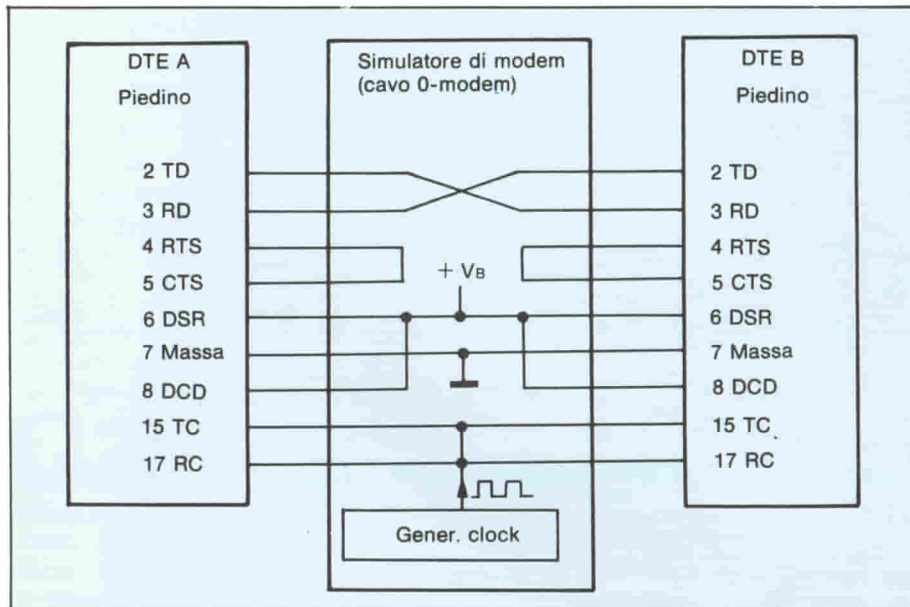 DTE A
Piedino
2 TD
3 RD
4 RTS
5 CTS
6 DSR
7 Massa
8 DCD
15 TC
17 RC
Simulatore di modem
(cavo 0-modem)
+ VB
Gener. clock
DTE B
Piedino
2 TD
3 RD
4 RTS
5 CTS
6 DSR
7 Massa
8 DCD
15 TC
17 RC